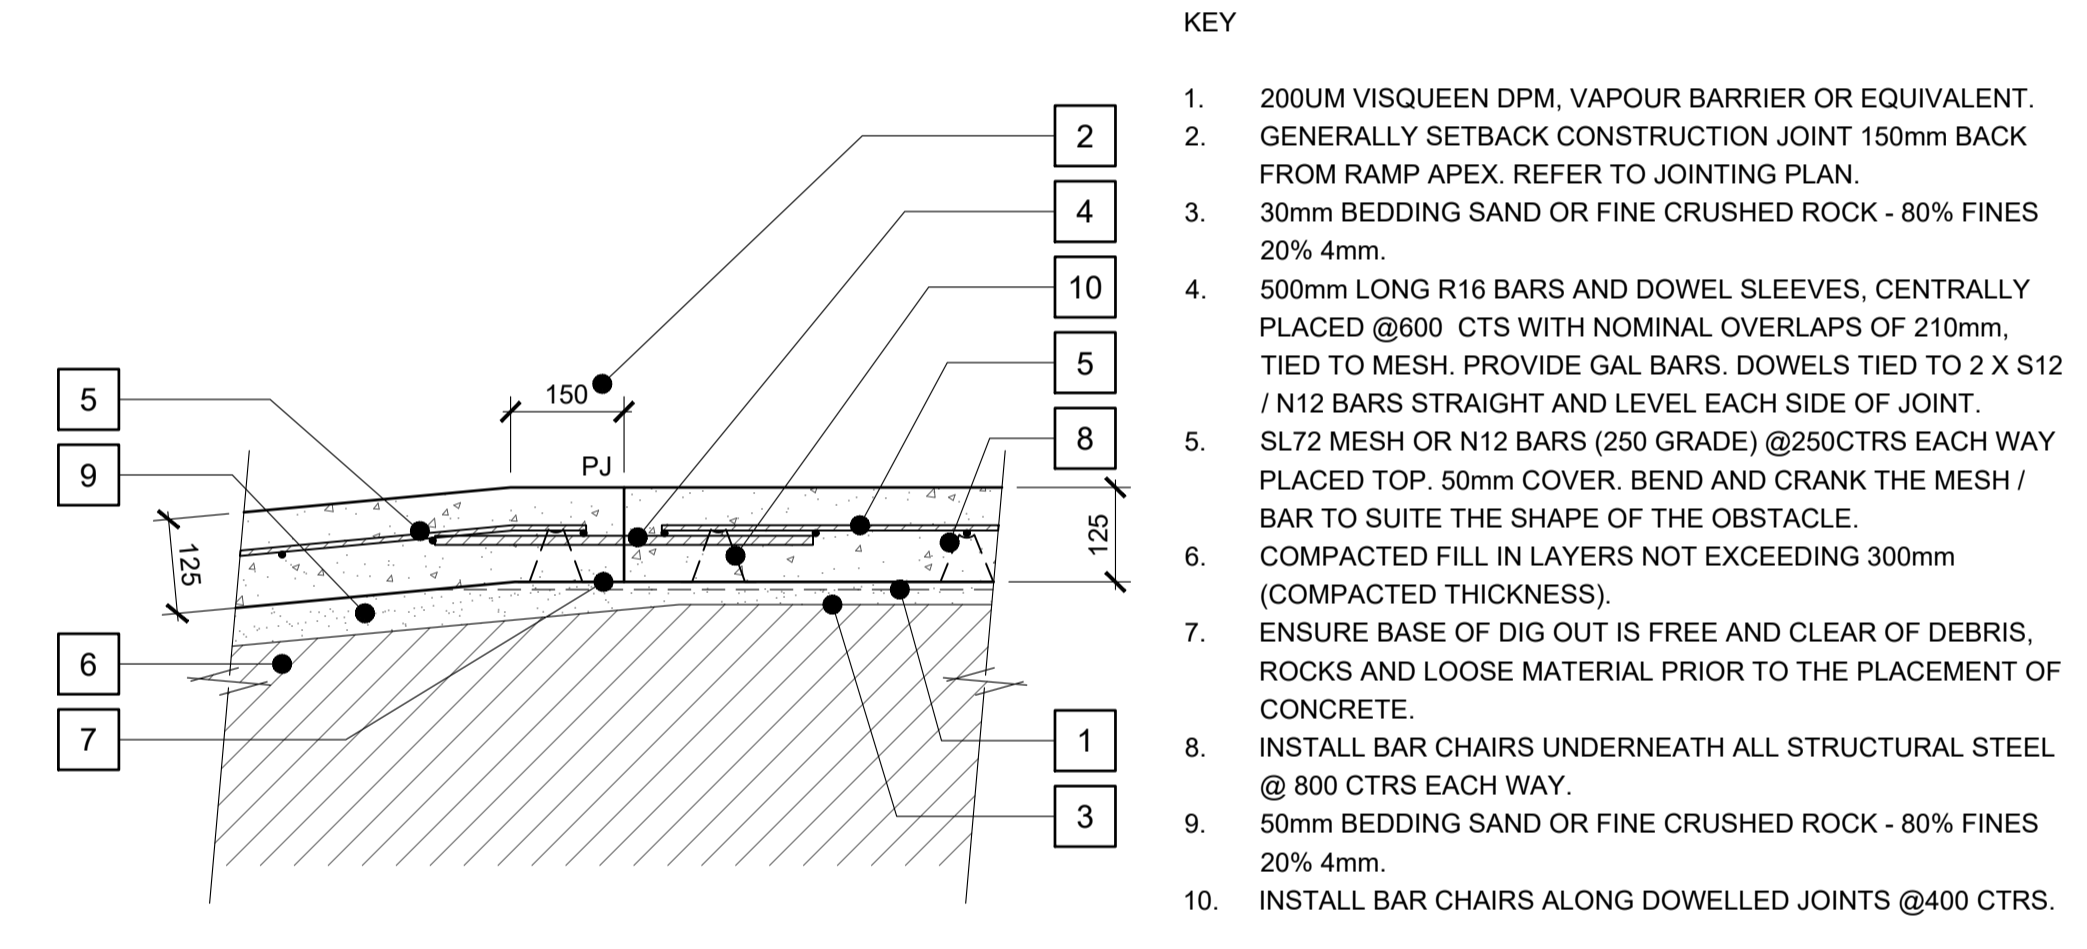 KEY
1. 200UM VISQUEEN DPM, VAPOUR BARRIER OR EQUIVALENT.
2. GENERALLY SETBACK CONSTRUCTION JOINT 150mm BACK
FROM RAMP APEX. REFER TO JOINTING PLAN.
3. 30mm BEDDING SAND OR FINE CRUSHED ROCK - 80% FINES
20% 4mm.
4. 500mm LONG R16 BARS AND DOWEL SLEEVES, CENTRALLY
PLACED @600 CTS WITH NOMINAL OVERLAPS OF 210mm,
TIED TO MESH. PROVIDE GAL BARS. DOWELS TIED TO 2 X S12
/ N12 BARS STRAIGHT AND LEVEL EACH SIDE OF JOINT.
5. SL72 MESH OR N12 BARS (250 GRADE) @250CTRS EACH WAY
PLACED TOP. 50mm COVER. BEND AND CRANK THE MESH /
BAR TO SUITE THE SHAPE OF THE OBSTACLE.
6. COMPACTED FILL IN LAYERS NOT EXCEEDING 300mm
(COMPACTED THICKNESS).
7. ENSURE BASE OF DIG OUT IS FREE AND CLEAR OF DEBRIS,
ROCKS AND LOOSE MATERIAL PRIOR TO THE PLACEMENT OF
CONCRETE.
8. INSTALL BAR CHAIRS UNDERNEATH ALL STRUCTURAL STEEL
@ 800 CTRS EACH WAY.
9. 50mm BEDDING SAND OR FINE CRUSHED ROCK - 80% FINES
20% 4mm.
10. INSTALL BAR CHAIRS ALONG DOWELLED JOINTS @400 CTRS.
2
4
10
5
8
1
3
5
9
6
7
150
PJ
125
125